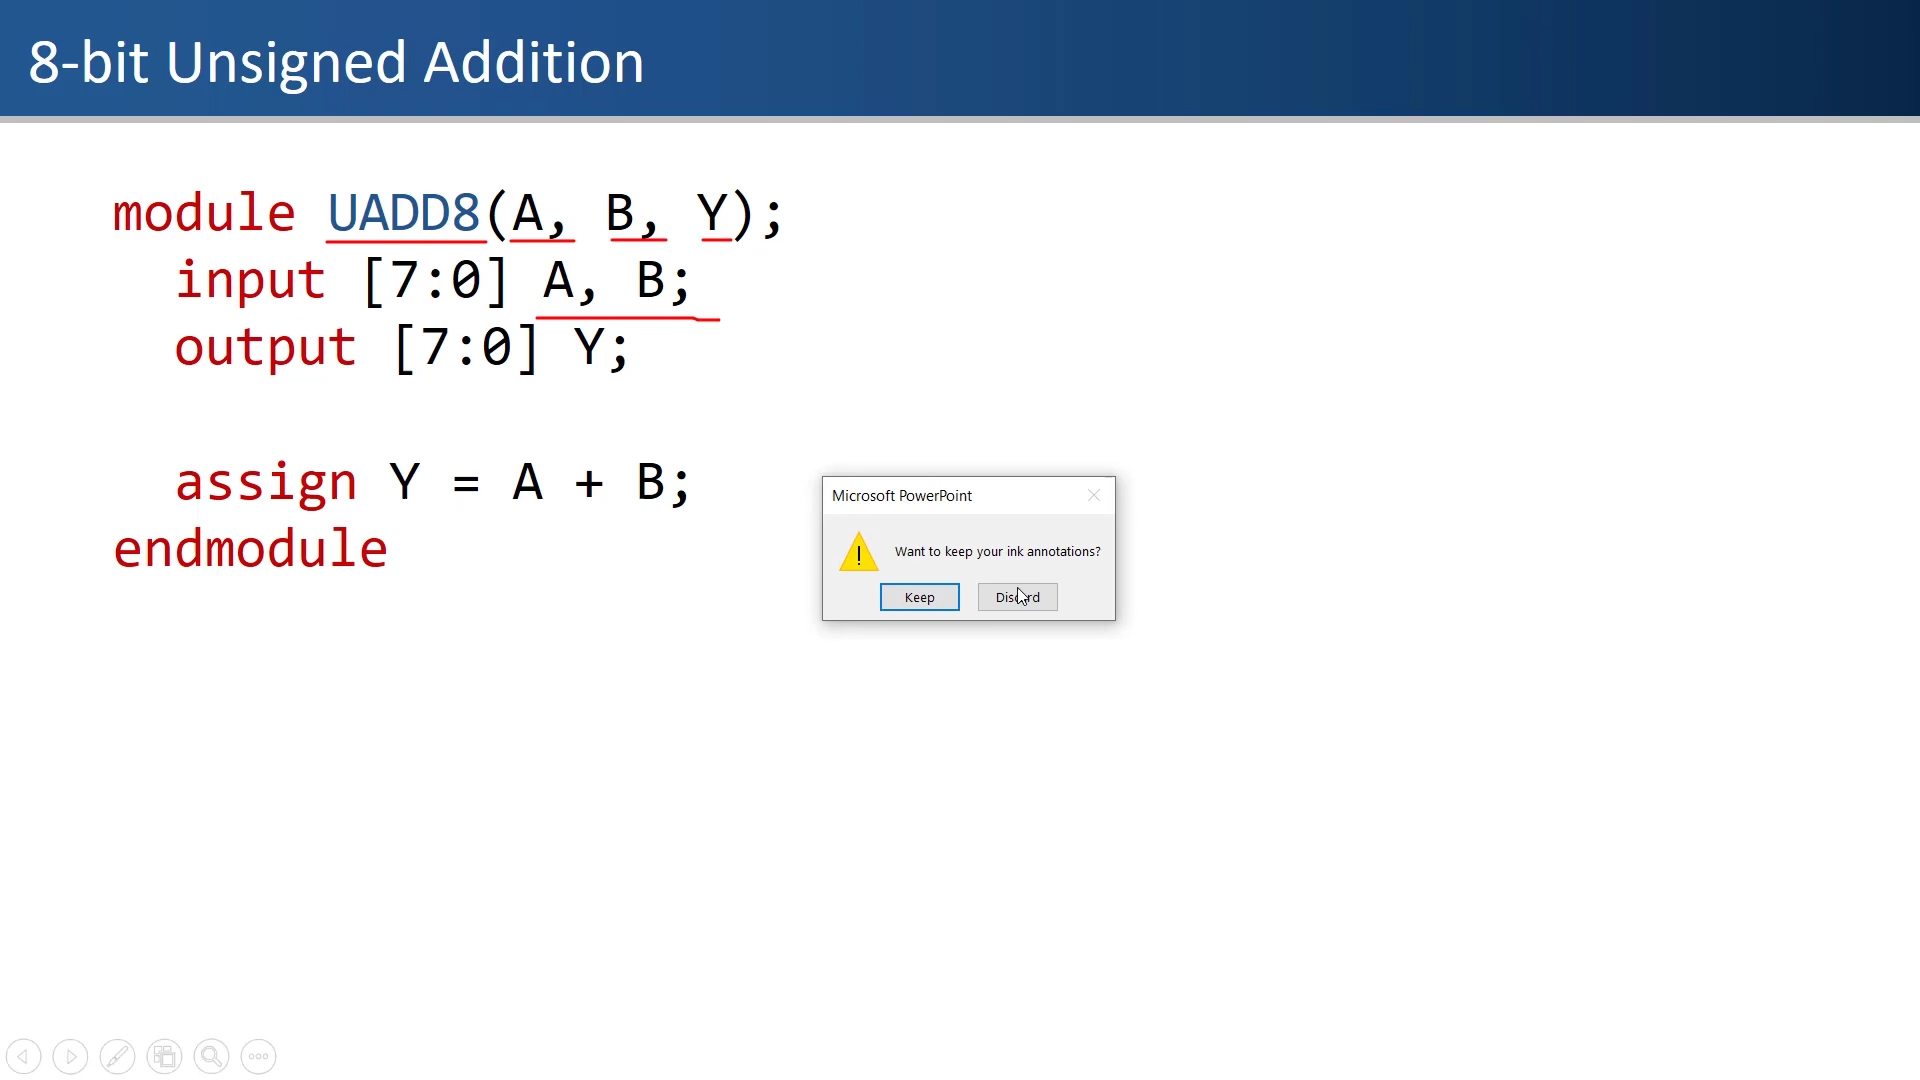 8-bit Unsigned Addition
module UADD8(A, B, Y);
input [7:0] A, B;
output [7:0] Y;
assign Y = A + B;
endmodule
Microsoft PowerPoint
Want to keep your ink annotations?
Keep
Discard